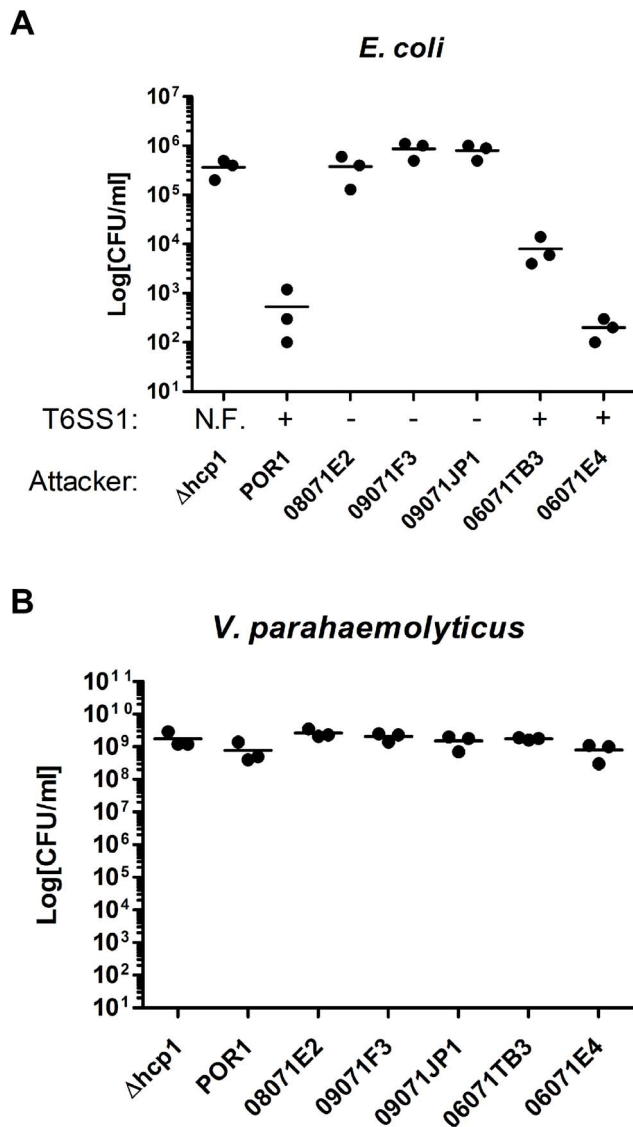 A
E. coli
Log[CFU/ml]
10⁷
10⁶
10⁵
10⁴
10³
10²
10¹
T6SS1: N.F. + - - - + +
Attacker: Δhcp1 POR1 08071E2 09071F3 09071JP1 06071TB3 06071E4
B
V. parahaemolyticus
Log[CFU/ml]
10¹¹
10¹⁰
10⁹
10⁸
10⁷
10⁶
10⁵
10⁴
10³
10²
10¹
Δhcp1 POR1 08071E2 09071F3 09071JP1 06071TB3 06071E4